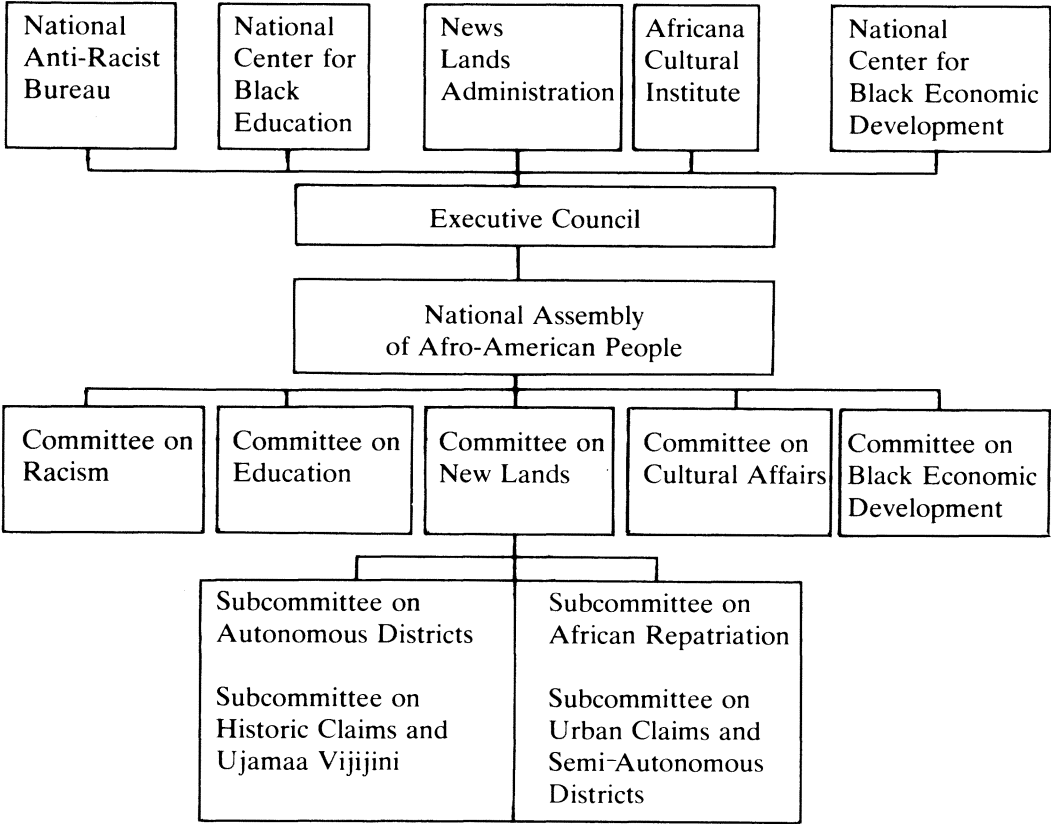 National
Anti-Racist
Bureau
National
Center for
Black
Education
News
Lands
Administration
Africana
Cultural
Institute
National
Center for
Black Economic
Development
Executive Council
National Assembly
of Afro-American People
Committee on
Racism
Committee on
Education
Committee on
New Lands
Committee on
Cultural Affairs
Committee on
Black Economic
Development
Subcommittee on
Autonomous Districts
Subcommittee on
Historic Claims and
Ujamaa Vijijini
Subcommittee on
African Repatriation
Subcommittee on
Urban Claims and
Semi-Autonomous
Districts